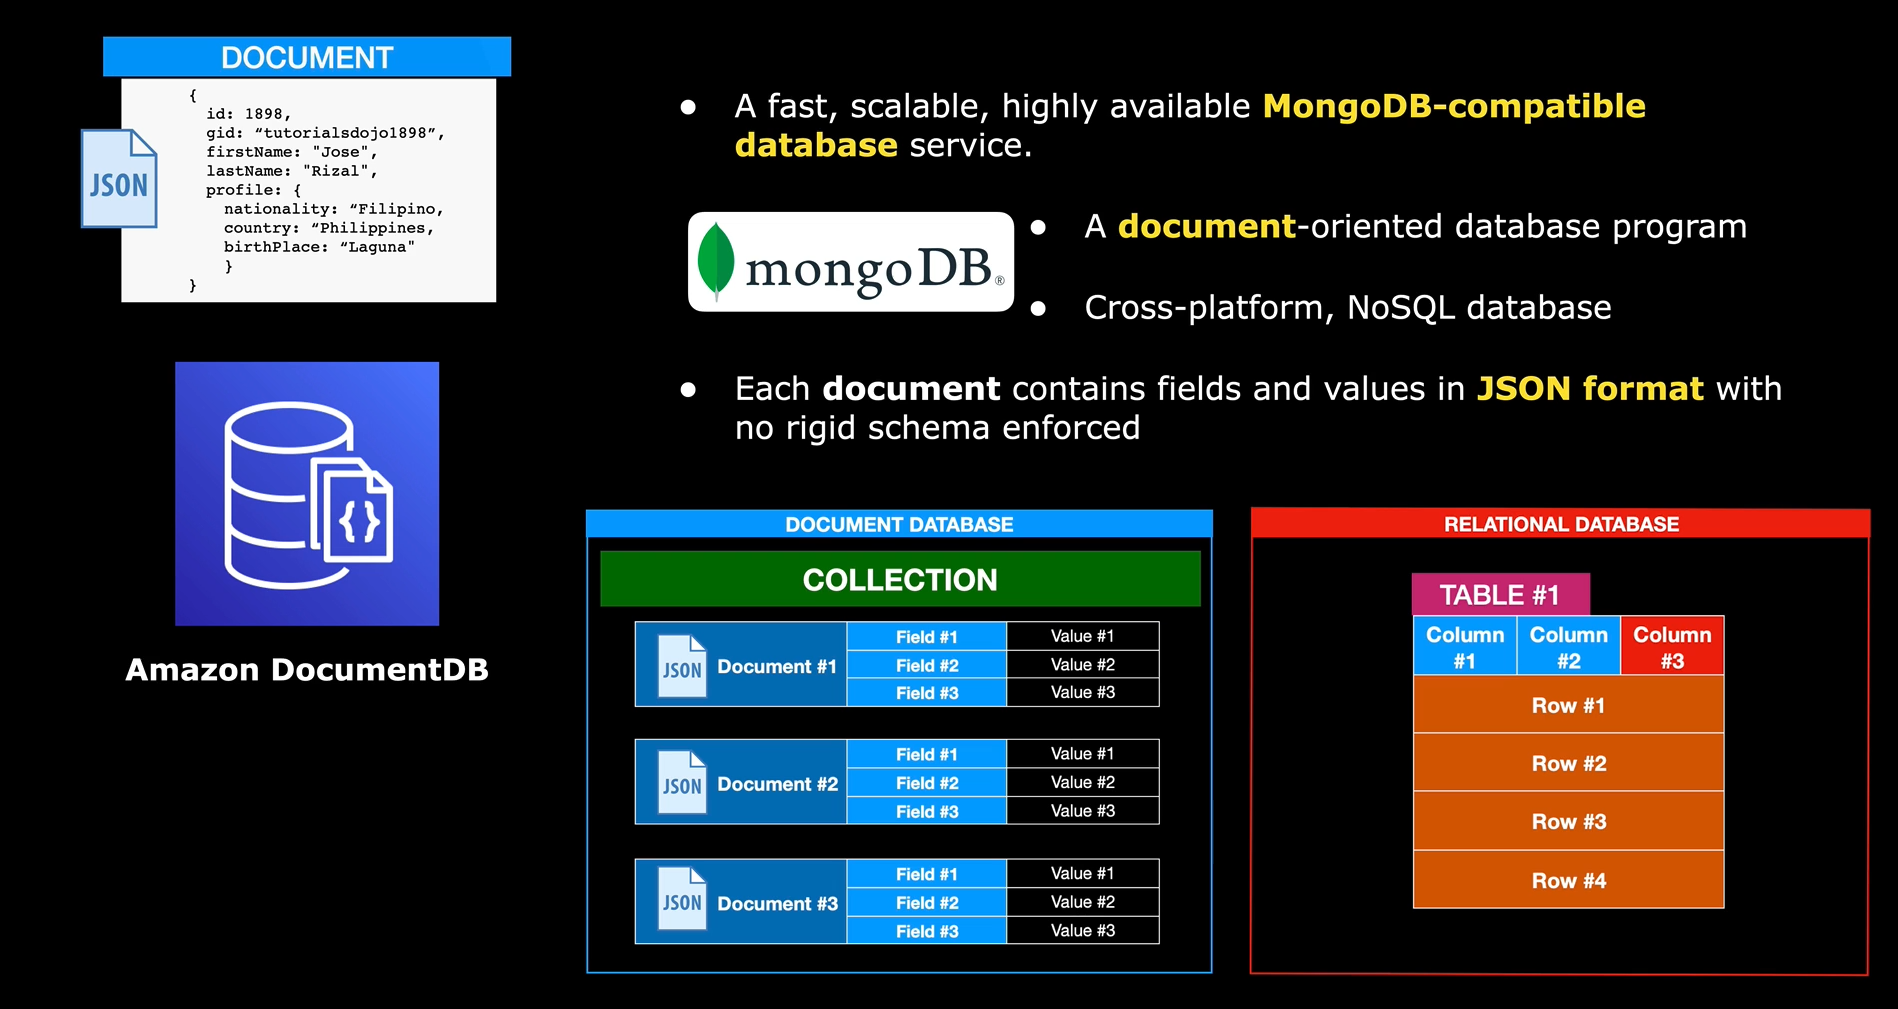 DOCUMENT
{
id: 1898,
gid: “tutorialsdojo1898”,
firstName: "Jose",
lastName: "Rizal",
profile: {
nationality: “Filipino,
country: “Philippines,
birthPlace: “Laguna"
}
}
JSON
Amazon DocumentDB
● A fast, scalable, highly available MongoDB-compatible
database service.
mongoDB®
● A document-oriented database program
● Cross-platform, NoSQL database
● Each document contains fields and values in JSON format with
no rigid schema enforced
DOCUMENT DATABASE
COLLECTION
JSON
Document #1
Field #1 Value #1
Field #2 Value #2
Field #3 Value #3
JSON
Document #2
Field #1 Value #1
Field #2 Value #2
Field #3 Value #3
JSON
Document #3
Field #1 Value #1
Field #2 Value #2
Field #3 Value #3
RELATIONAL DATABASE
TABLE #1
Column #1
Column #2
Column #3
Row #1
Row #2
Row #3
Row #4